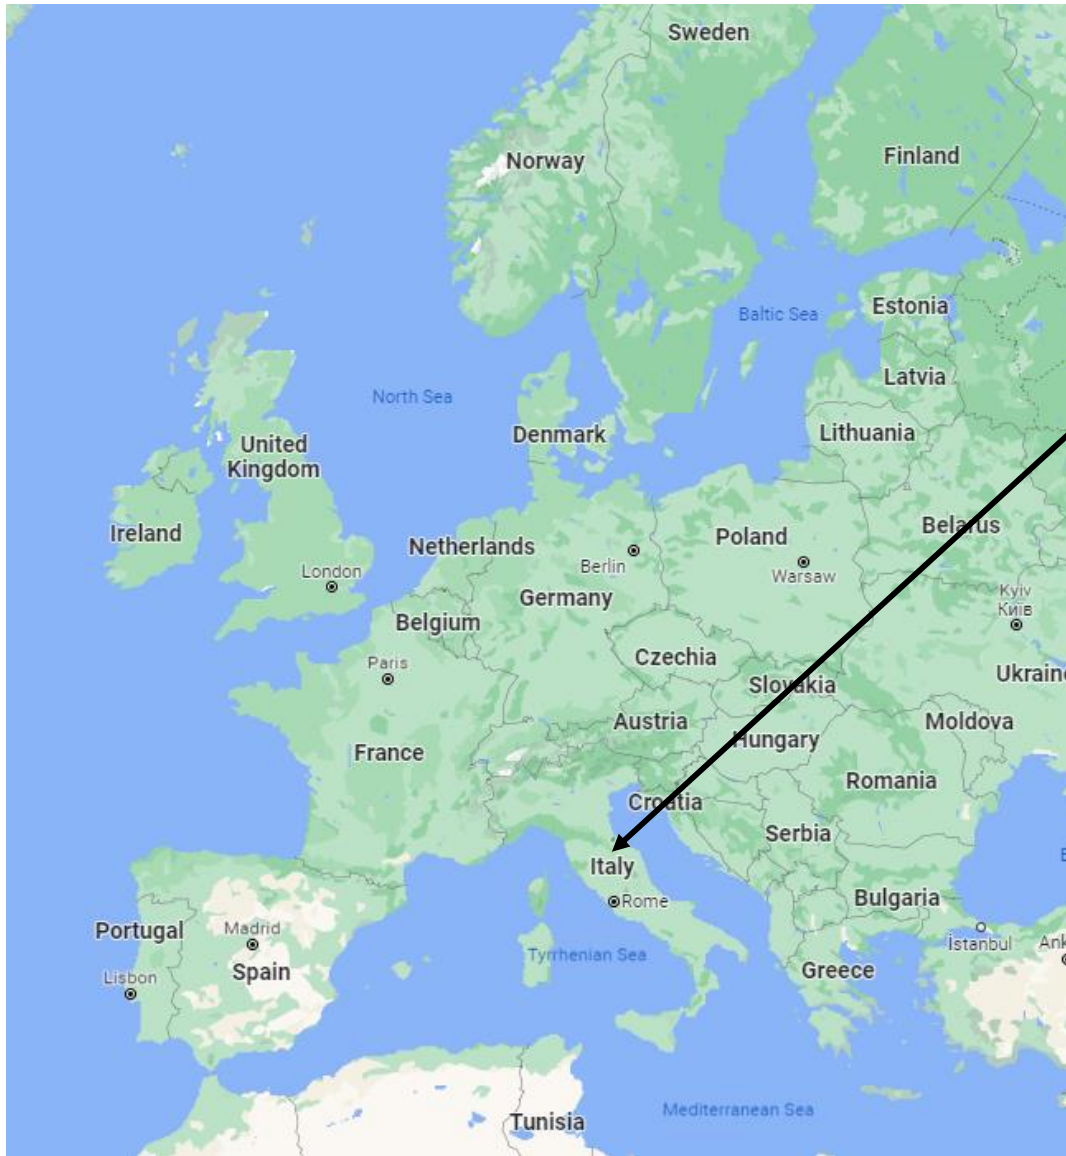 Sweden
Norway
Finland
Estonia
Baltic Sea
Latvia
North Sea
Denmark
Lithuania
United
Kingdom
Ireland
Belarus
Poland
Netherlands
Berlin
London
Warsaw
Germany
Kyiv
Київ
Belgium
Czechia
Paris
Ukraine
Slovakia
Austria
Moldova
Hungary
France
Romania
Croatia
Serbia
Italy
Bulgaria
Rome
Madrid
Portugal
İstanbul
Ank
Tyrrhenian Sea
Spain
Greece
Lisbon
Mediterranean Sea
Tunisia